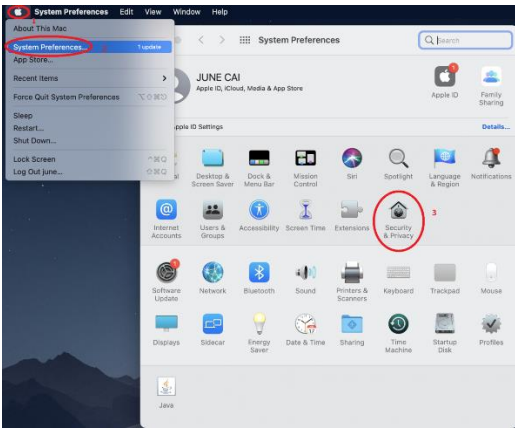 System Preferences Edit View Window Help
1
About This Mac
System Preferences... 1 update
App Store...
Recent Items >
Force Quit System Preferences ⌥⇧⌘⎋
Sleep
Restart...
Shut Down...
Lock Screen ^⌘Q
Log Out june... ⇧⌘Q
System Preferences
Search
JUNE CAI
Apple ID, iCloud, Media & App Store
Apple ID
Family
Sharing
Apple ID Settings
Details...
Desktop &
Screen Saver
Dock &
Menu Bar
Mission
Control
Siri
Spotlight
Language
& Region
Notifications
Internet
Accounts
Users &
Groups
Accessibility
Screen Time
Extensions
Security
& Privacy
3
Software
Update
Network
Bluetooth
Sound
Printers &
Scanners
Keyboard
Trackpad
Mouse
Displays
Sidecar
Energy
Saver
Date & Time
Sharing
Time
Machine
Startup
Disk
Profiles
Java